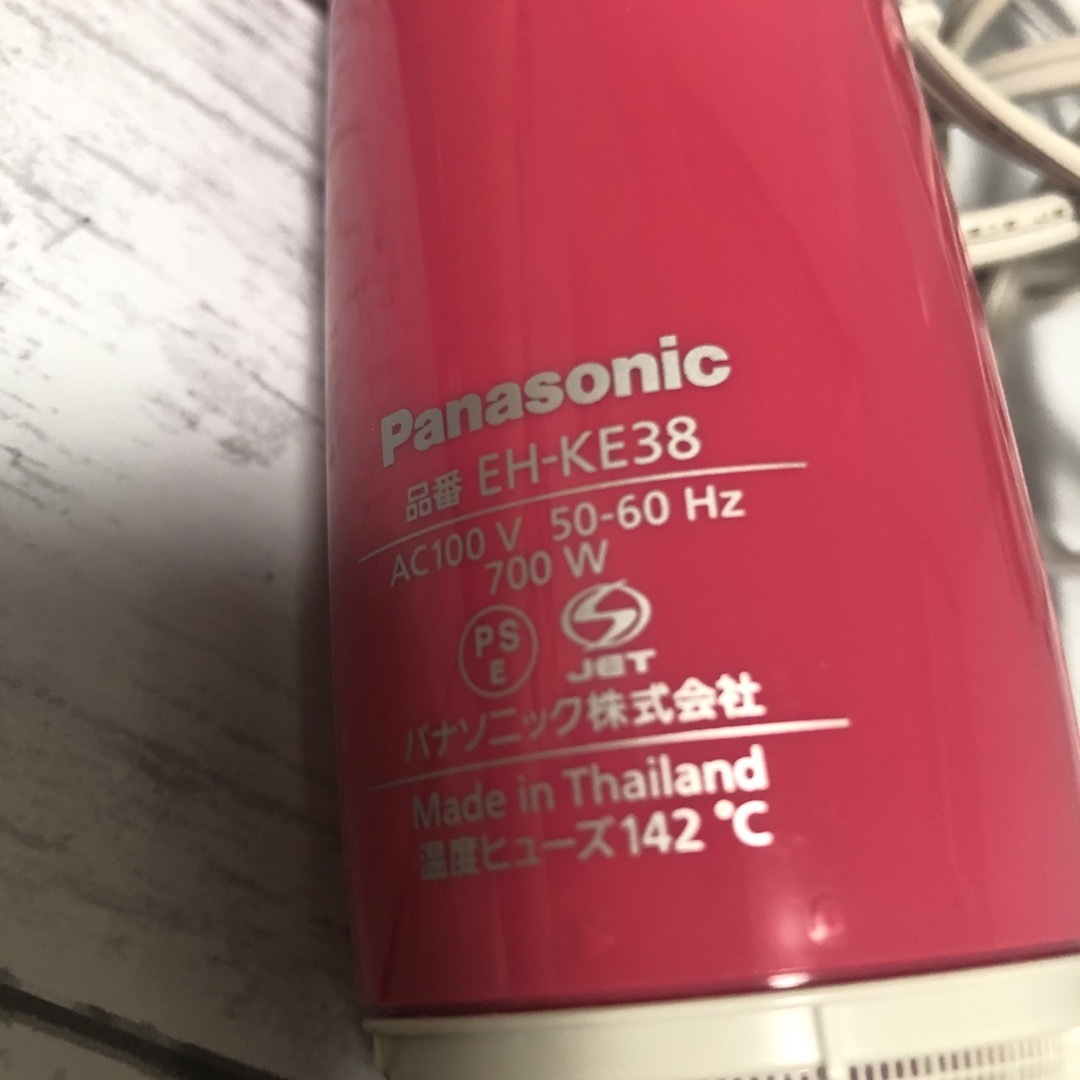 Panasonic
品番 EH-KE38
AC100 V 50-60 Hz
700 W
PS
E
JET
パナソニック株式会社
Made in Thailand
温度ヒューズ142 ℃